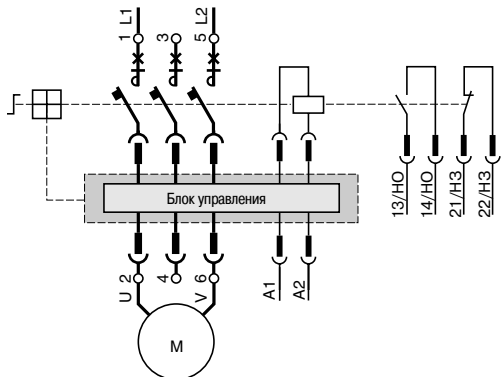 L1
L2
1
3
5
13/НО
14/НО
21/НЗ
22/НЗ
Блок управления
A1
A2
2
4
6
U
V
M